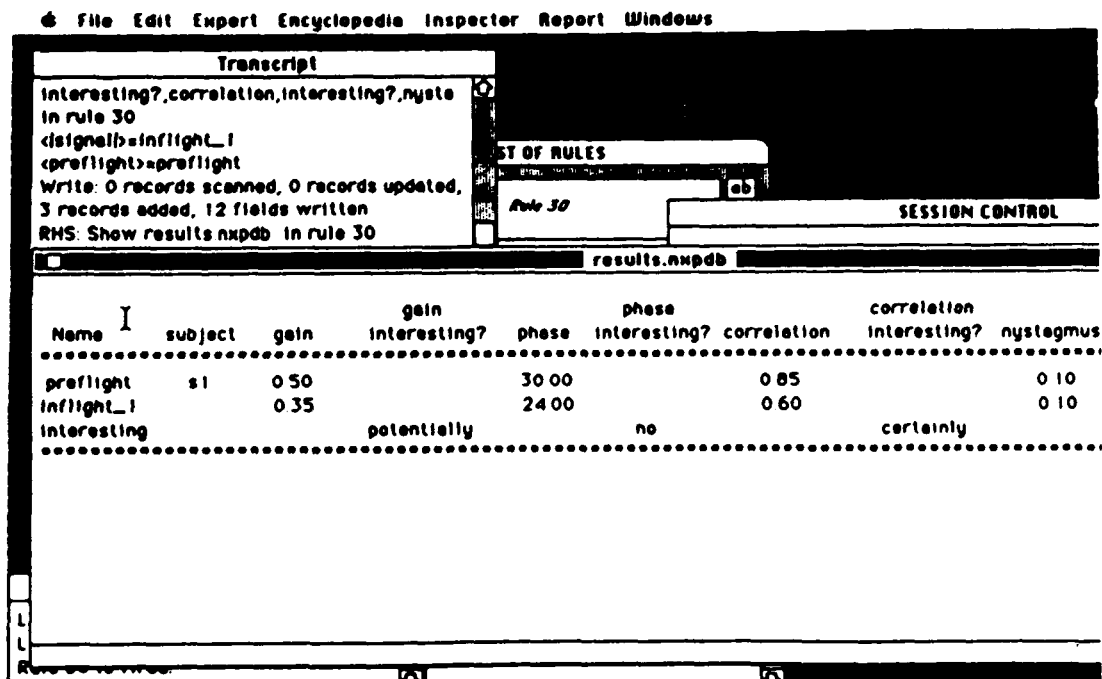 File Edit Expert Encyclopedia Inspector Report Windows
Transcript
interesting?,correlation,interesting?,nysta
in rule 30
<|signal|>=inflight_1
<preflight>=preflight
Write: 0 records scanned, 0 records updated,
3 records added, 12 fields written
RHS: Show results nxpdb in rule 30
ST OF RULES
Rule 30
SESSION CONTROL
results.nxpdb
gain phase correlation
Name subject gain interesting? phase interesting? correlation interesting? nystagmus
preflight s1 0.50 30.00 0.85 0.10
inflight_1 0.35 24.00 0.60 0.10
interesting potentially no certainly
L
L